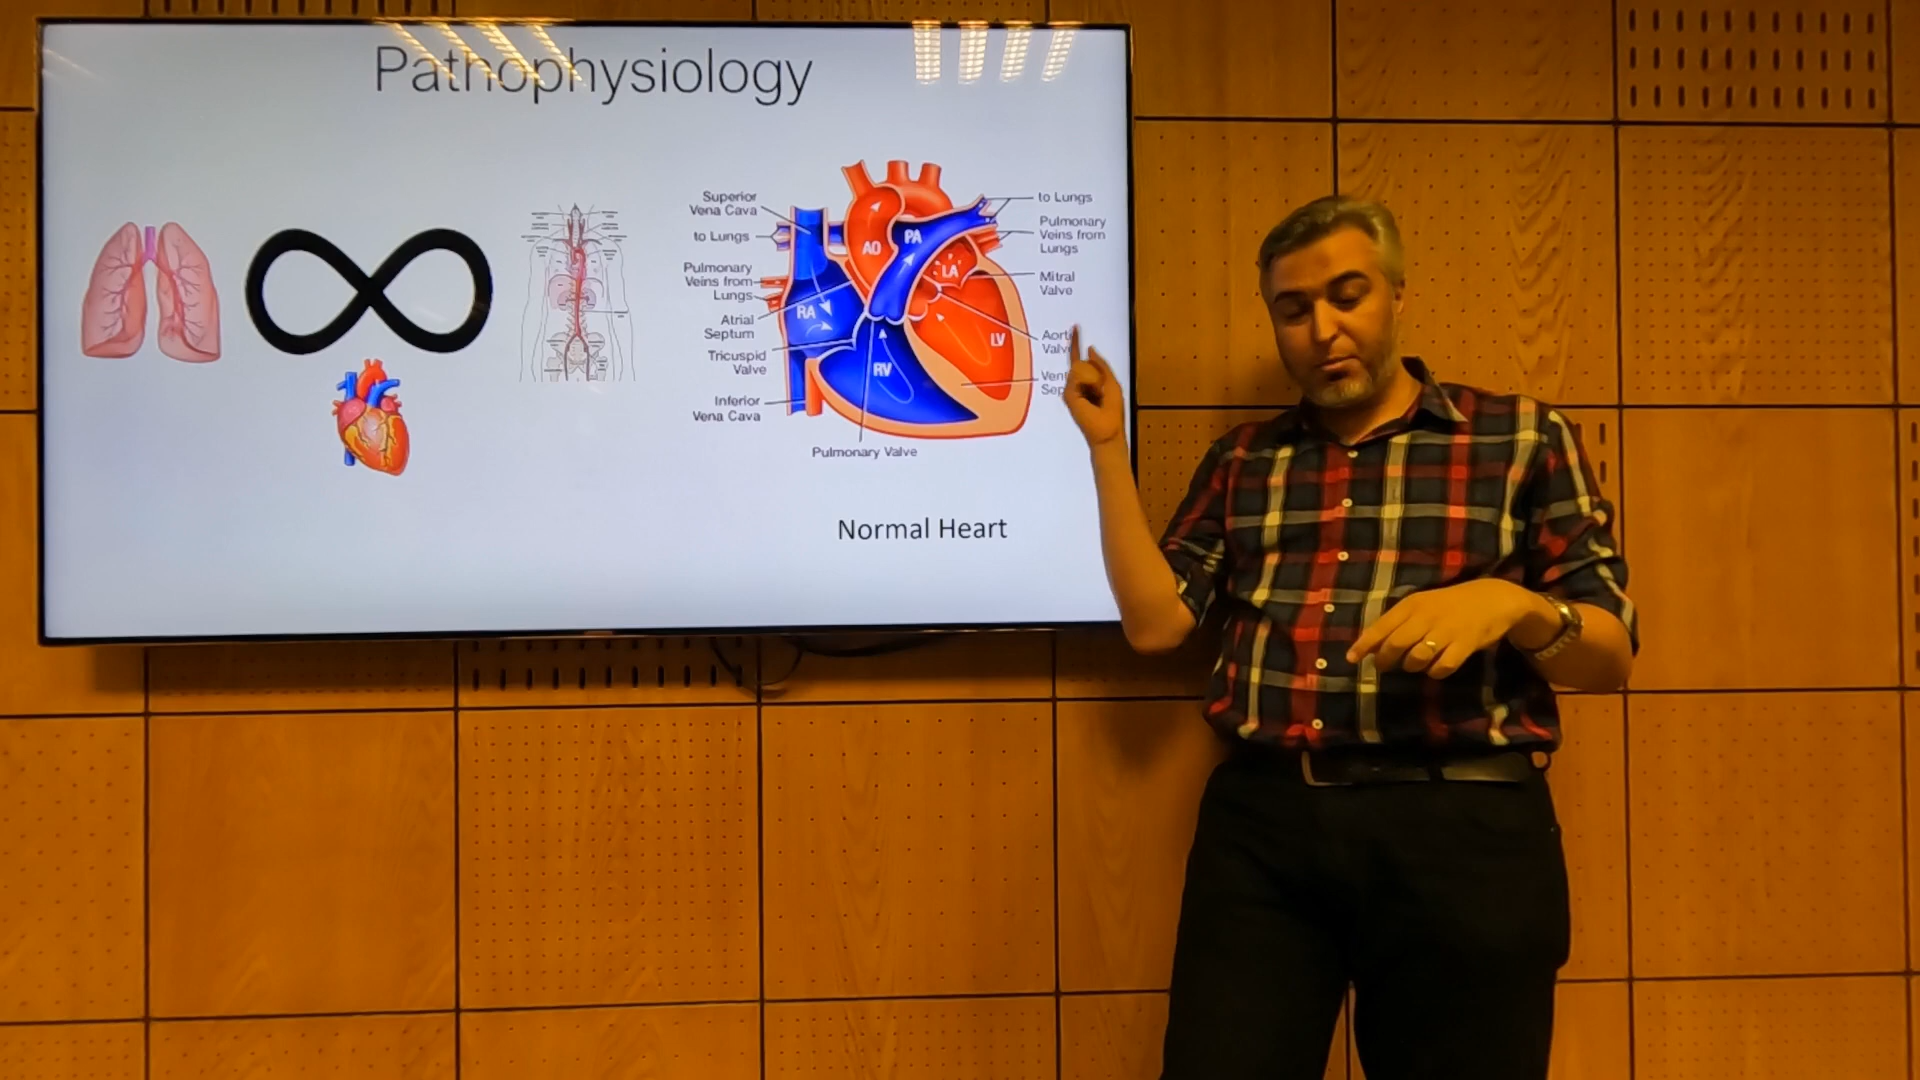 Pathophysiology
Superior
Vena Cava
to Lungs
Pulmonary
Veins from
Lungs
Atrial
Septum
Tricuspid
Valve
Inferior
Vena Cava
Pulmonary Valve
AO
PA
LA
RA
LV
RV
to Lungs
Pulmonary
Veins from
Lungs
Mitral
Valve
Normal Heart